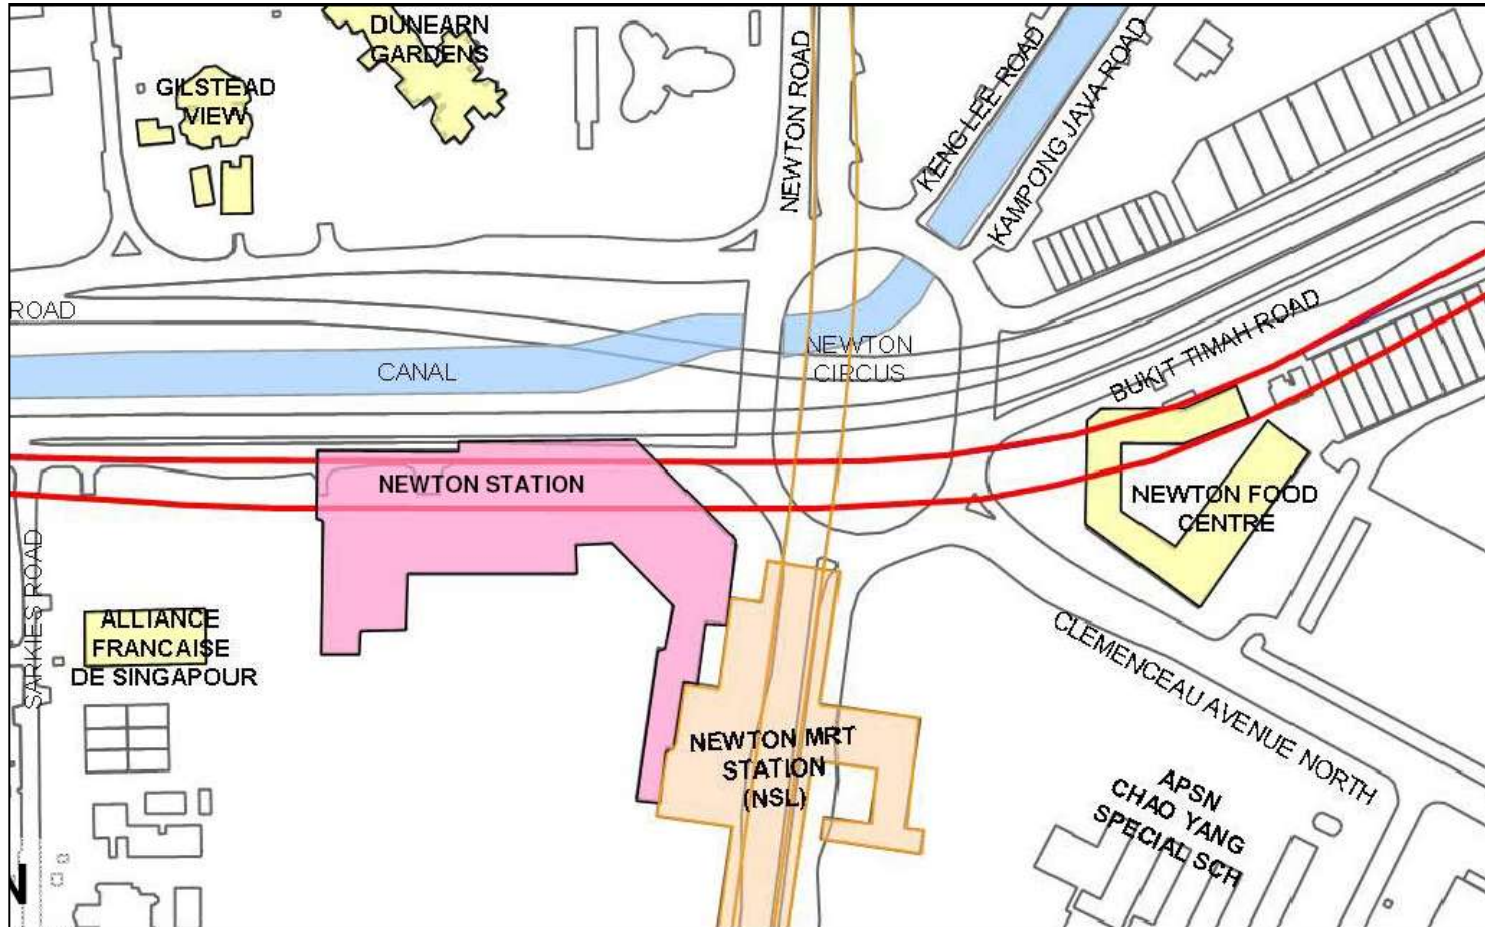 DUNEARN
GARDENS
GILSTEAD
VIEW
NEWTON ROAD
KENG LEE ROAD
KAMPONG JAVA ROAD
ROAD
CANAL
NEWTON
CIRCUS
BUKIT TIMAH ROAD
NEWTON STATION
NEWTON FOOD
CENTRE
SARKIES ROAD
ALLIANCE
FRANCAISE
DE SINGAPOUR
CLEMENCEAU AVENUE NORTH
NEWTON MRT
STATION
(NSL)
APSN
CHAO YANG
SPECIAL SCH